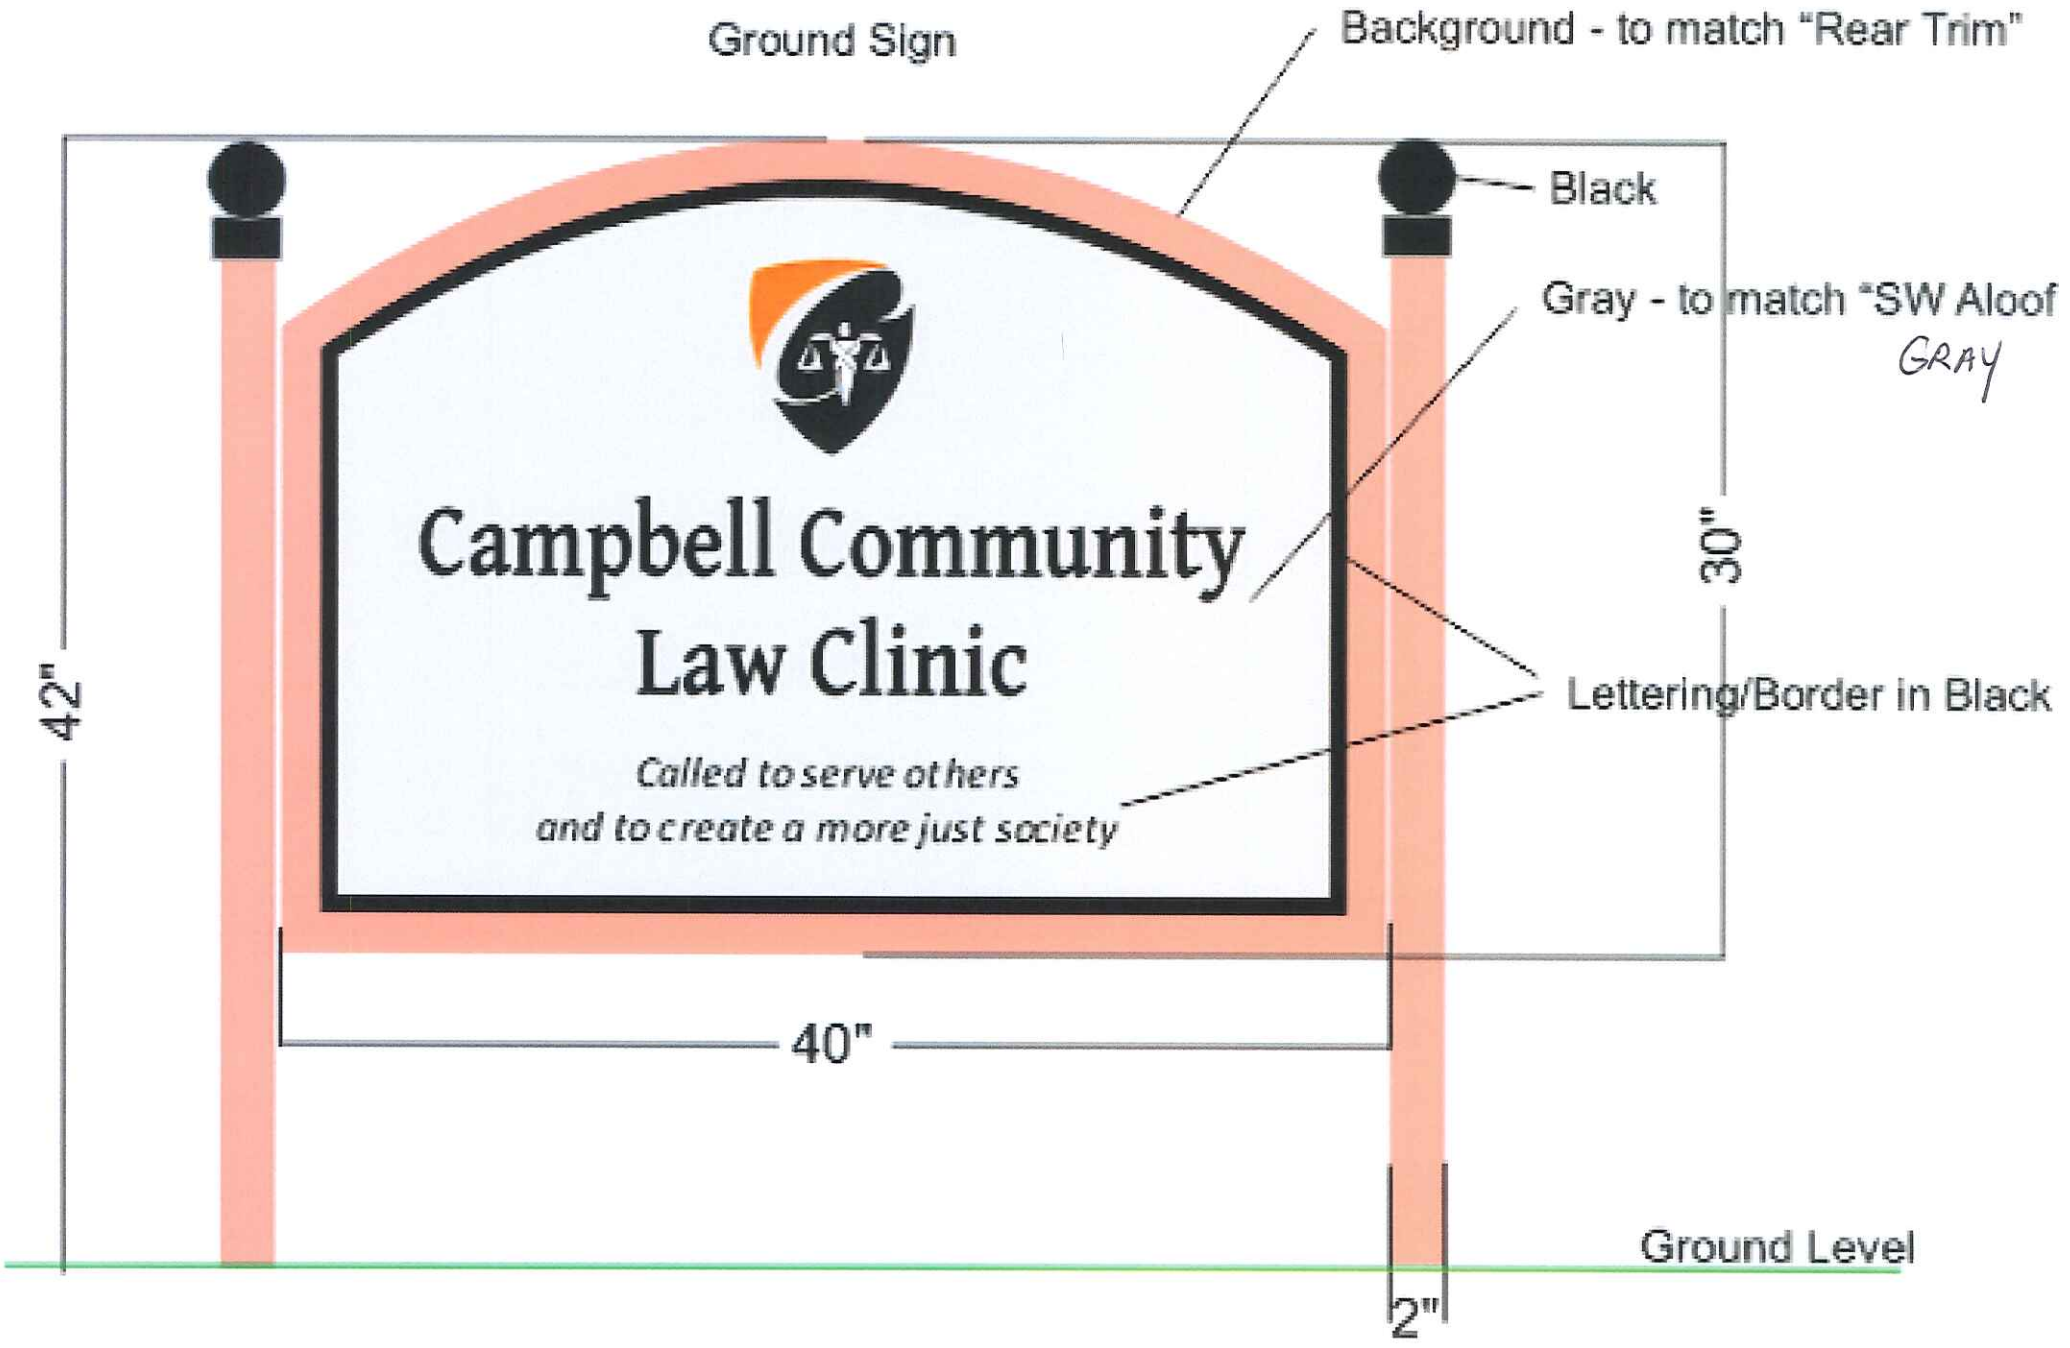 Ground Sign
Background - to match “Rear Trim”
Black
Gray - to match “SW Aloof
GRAY
Campbell Community
Law Clinic
Called to serve others
and to create a more just society
Lettering/Border in Black
42"
30"
40"
Ground Level
2"